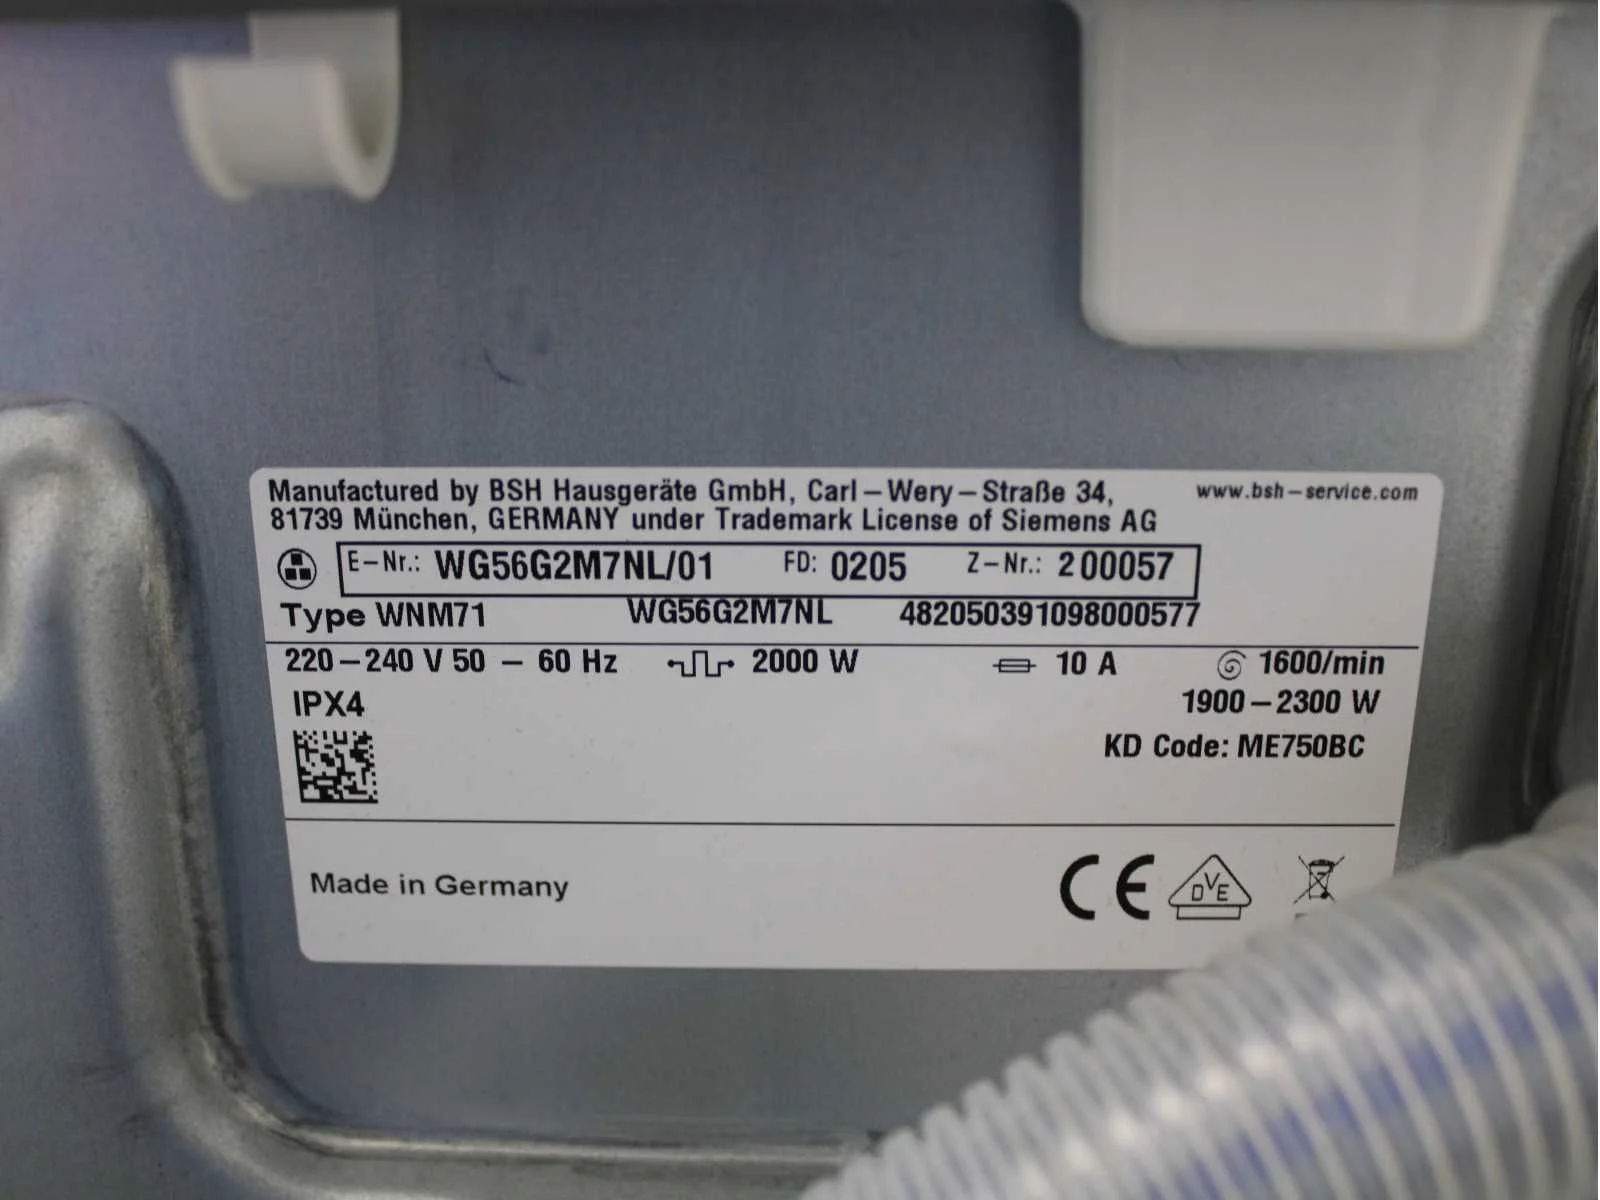 Manufactured by BSH Hausgeräte GmbH, Carl-Wery-Straße 34,
www.bsh-service.com
81739 München, GERMANY under Trademark License of Siemens AG
E-Nr.: WG56G2M7NL/01 FD: 0205 Z-Nr.: 200057
Type WNM71 WG56G2M7NL 482050391098000577
220-240 V 50 - 60 Hz 2000 W 10 A 1600/min
IPX4 1900-2300 W
KD Code: ME750BC
Made in Germany CE DVE